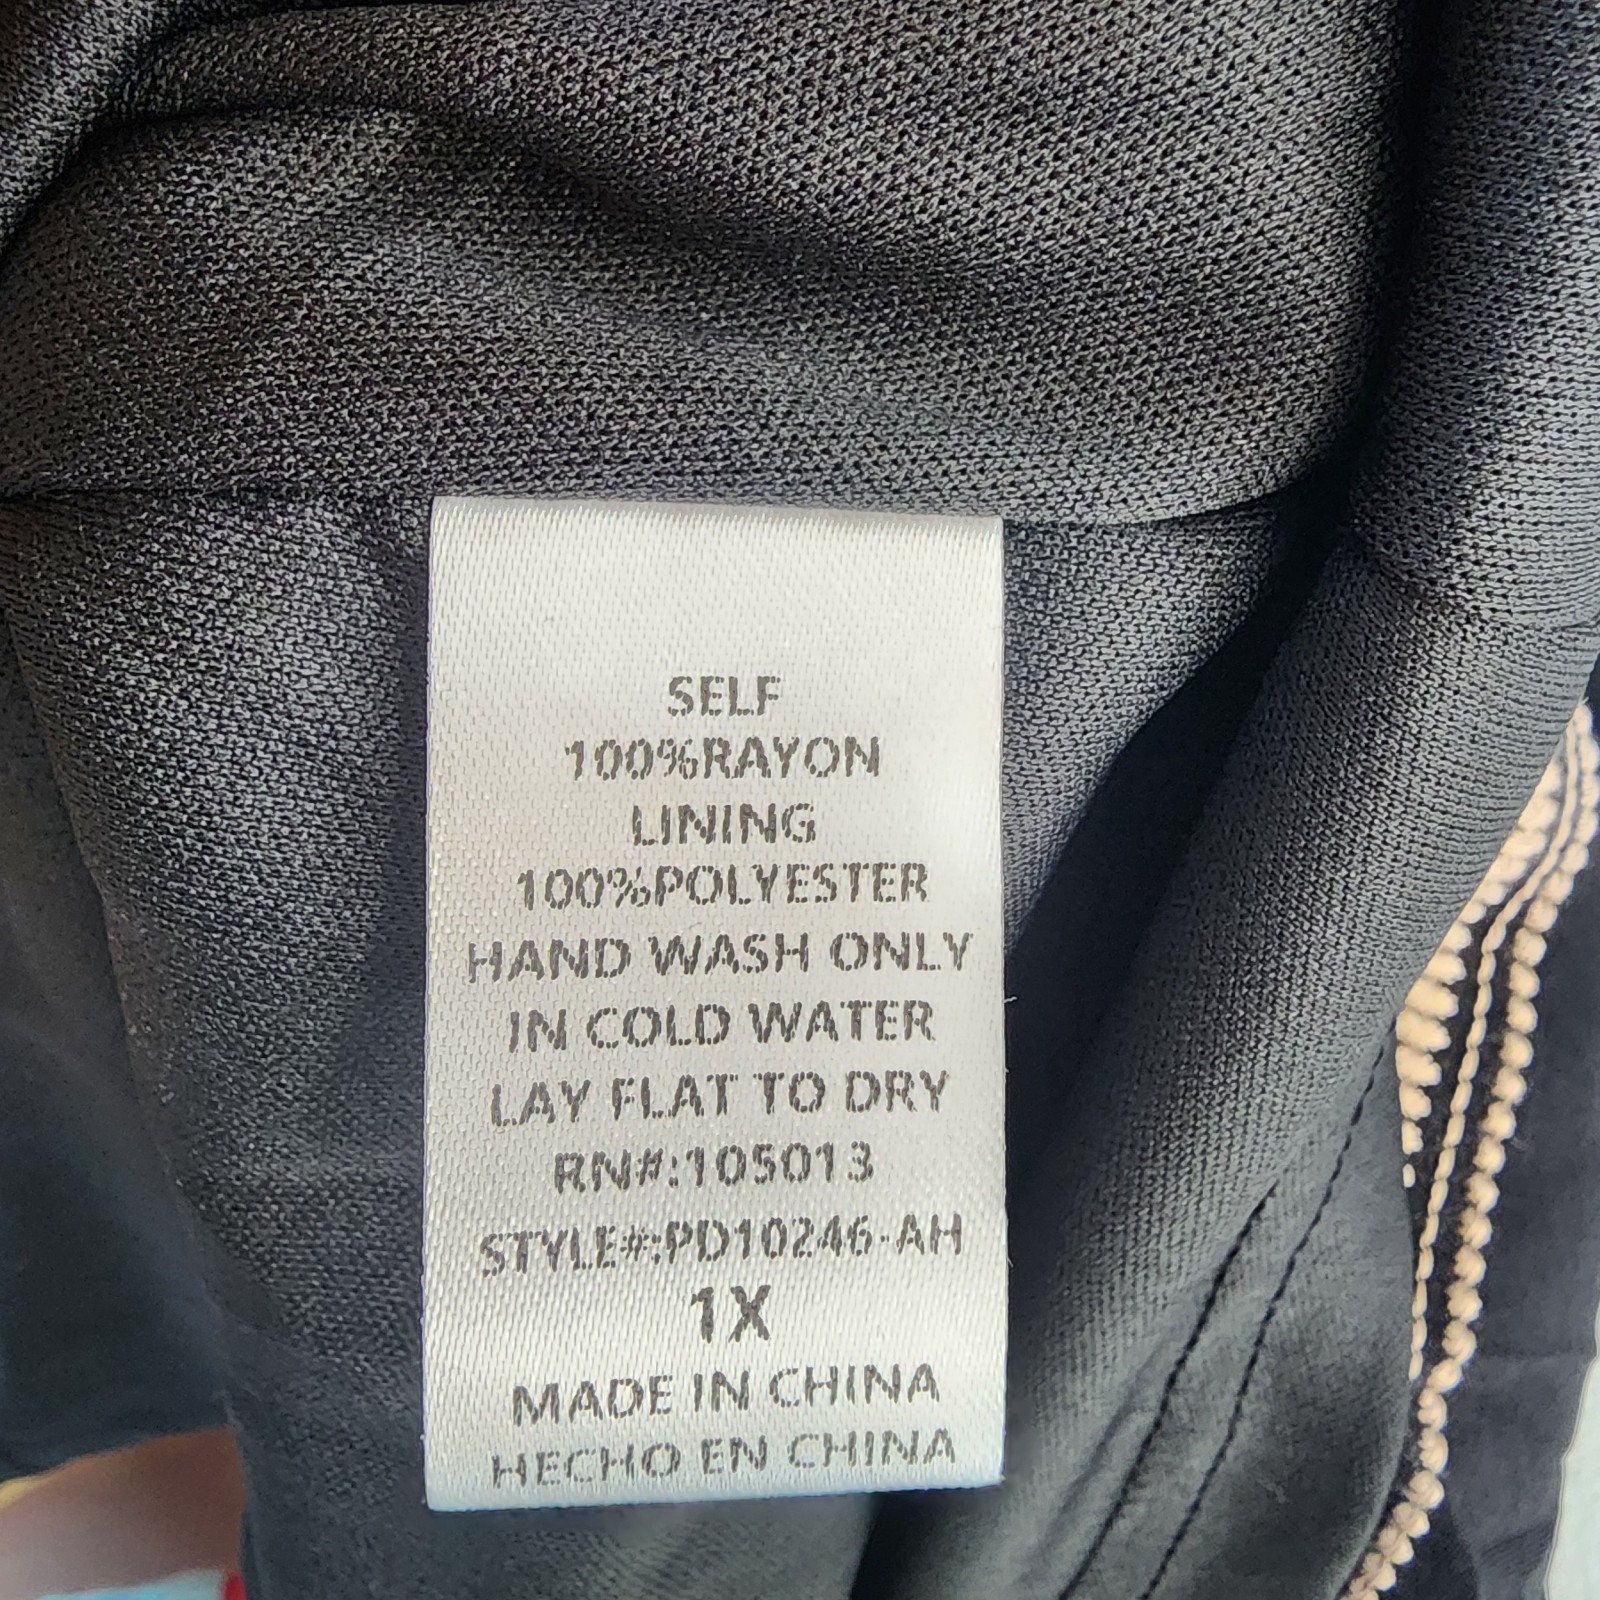 SELF
100%RAYON
LINING
100%POLYESTER
HAND WASH ONLY
IN COLD WATER
LAY FLAT TO DRY
RN#:105013
STYLE#:PD10246-AH
1X
MADE IN CHINA
HECHO EN CHINA